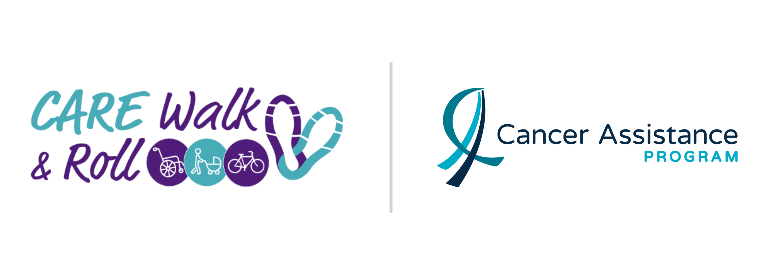 CARE Walk
& Roll
Cancer Assistance
PROGRAM